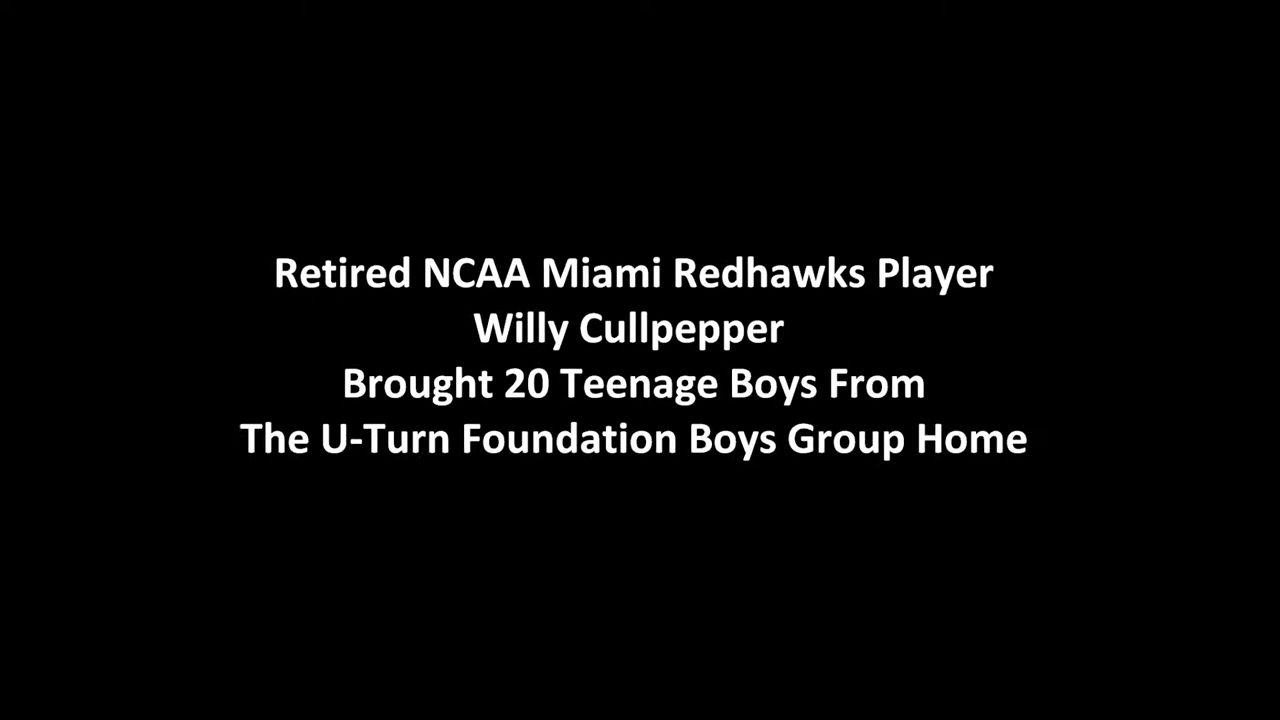 Retired NCAA Miami Redhawks Player
Willy Cullpepper
Brought 20 Teenage Boys From
The U-Turn Foundation Boys Group Home